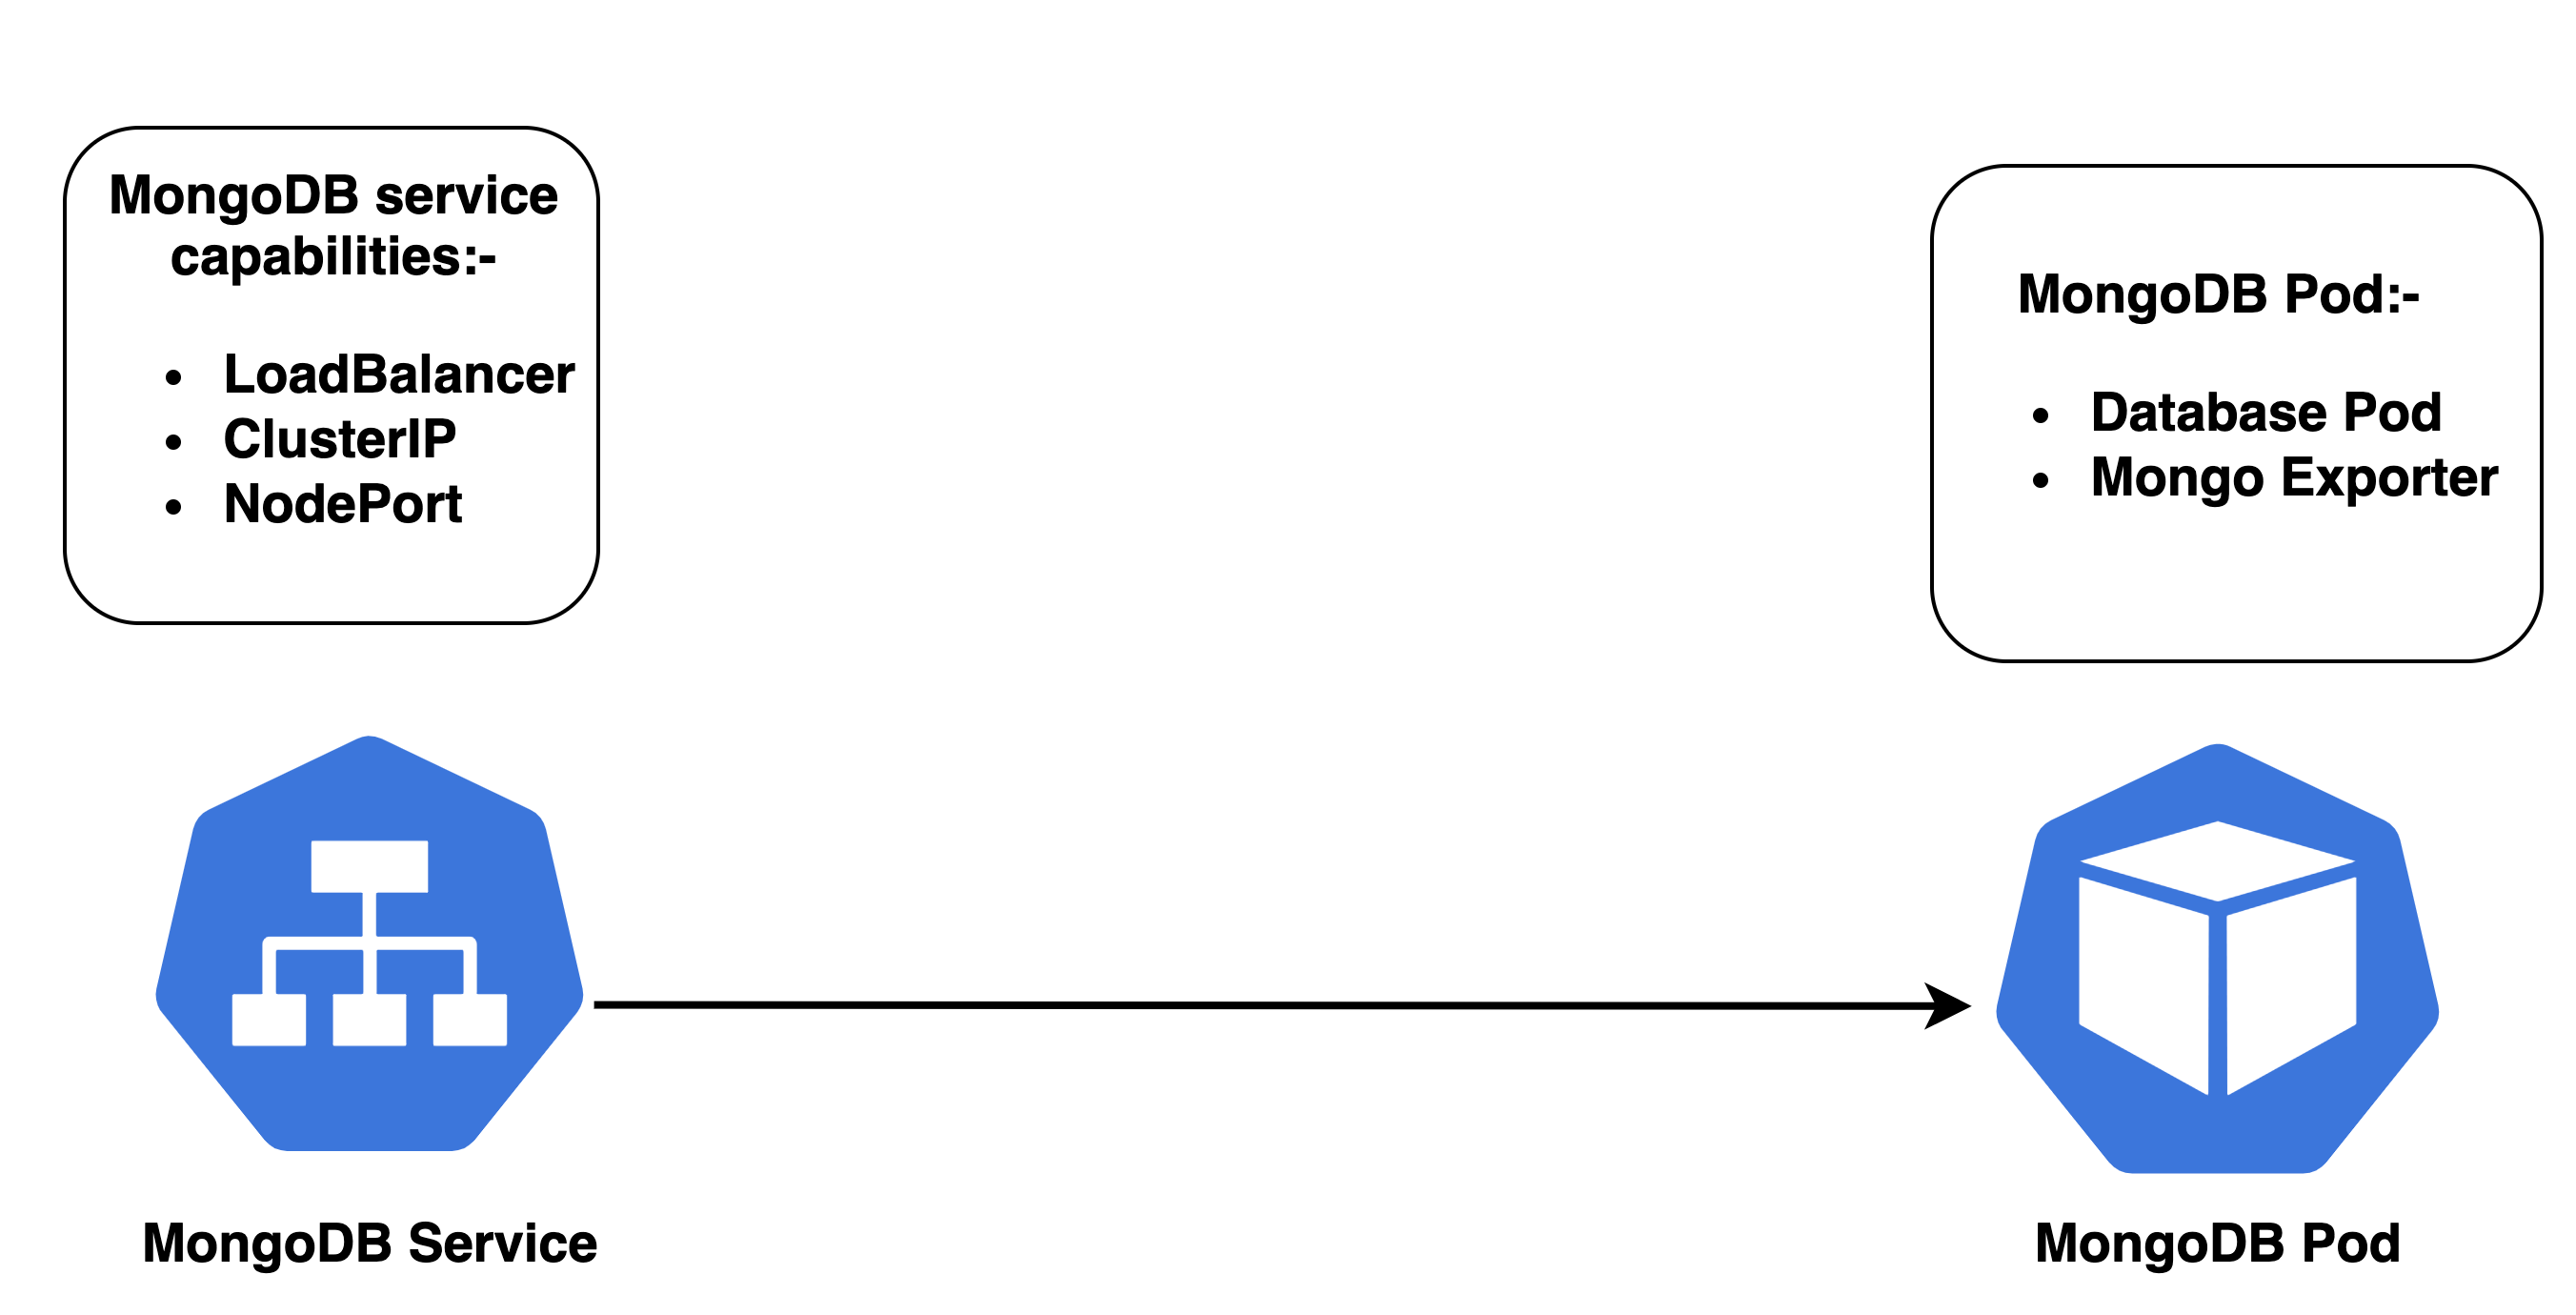 MongoDB service
capabilities:-
• LoadBalancer
• ClusterIP
• NodePort
MongoDB Pod:-
• Database Pod
• Mongo Exporter
MongoDB Service
MongoDB Pod